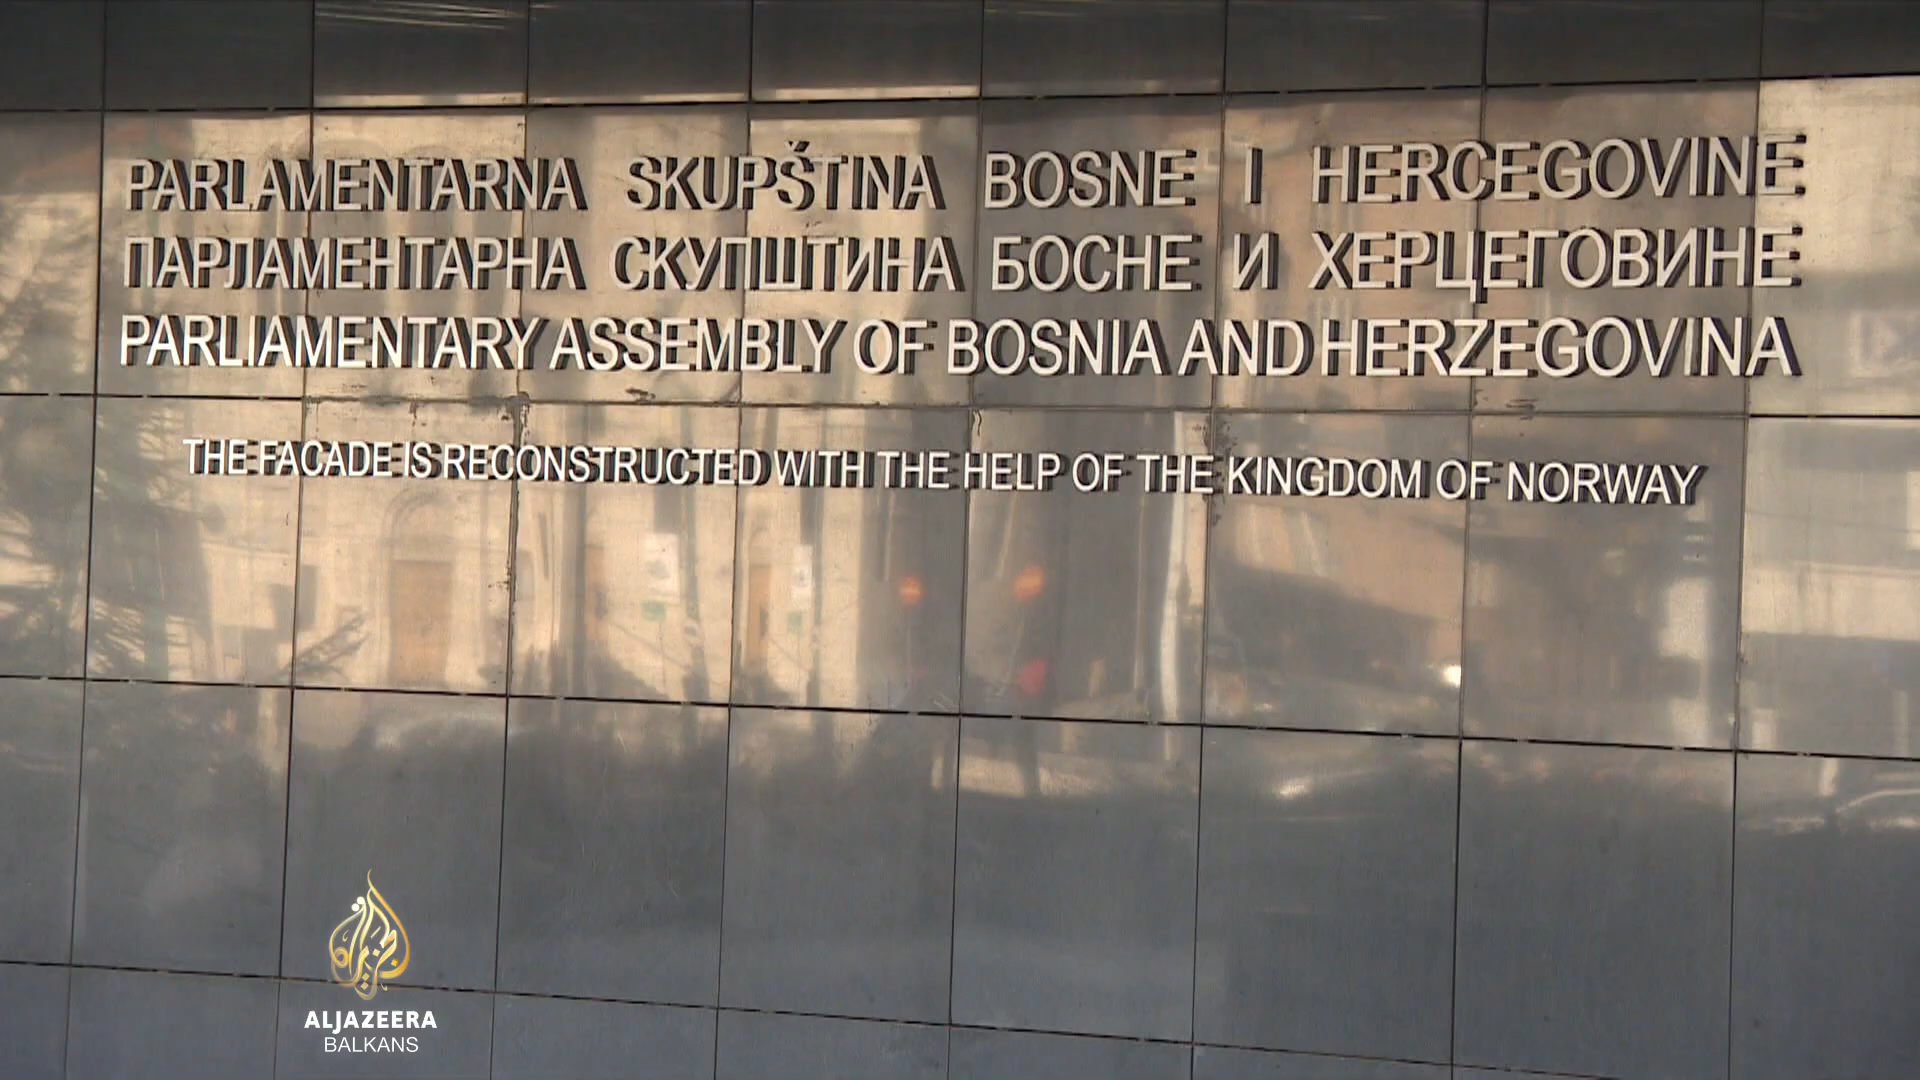 PARLAMENTARNA SKUPŠTINA BOSNE I HERCEGOVINE
ПАРЛАМЕНТАРНА СКУПШТИНА БОСНЕ И ХЕРЦЕГОВИНЕ
PARLIAMENTARY ASSEMBLY OF BOSNIA AND HERZEGOVINA
THE FACADE IS RECONSTRUCTED WITH THE HELP OF THE KINGDOM OF NORWAY
ALJAZEERA
BALKANS